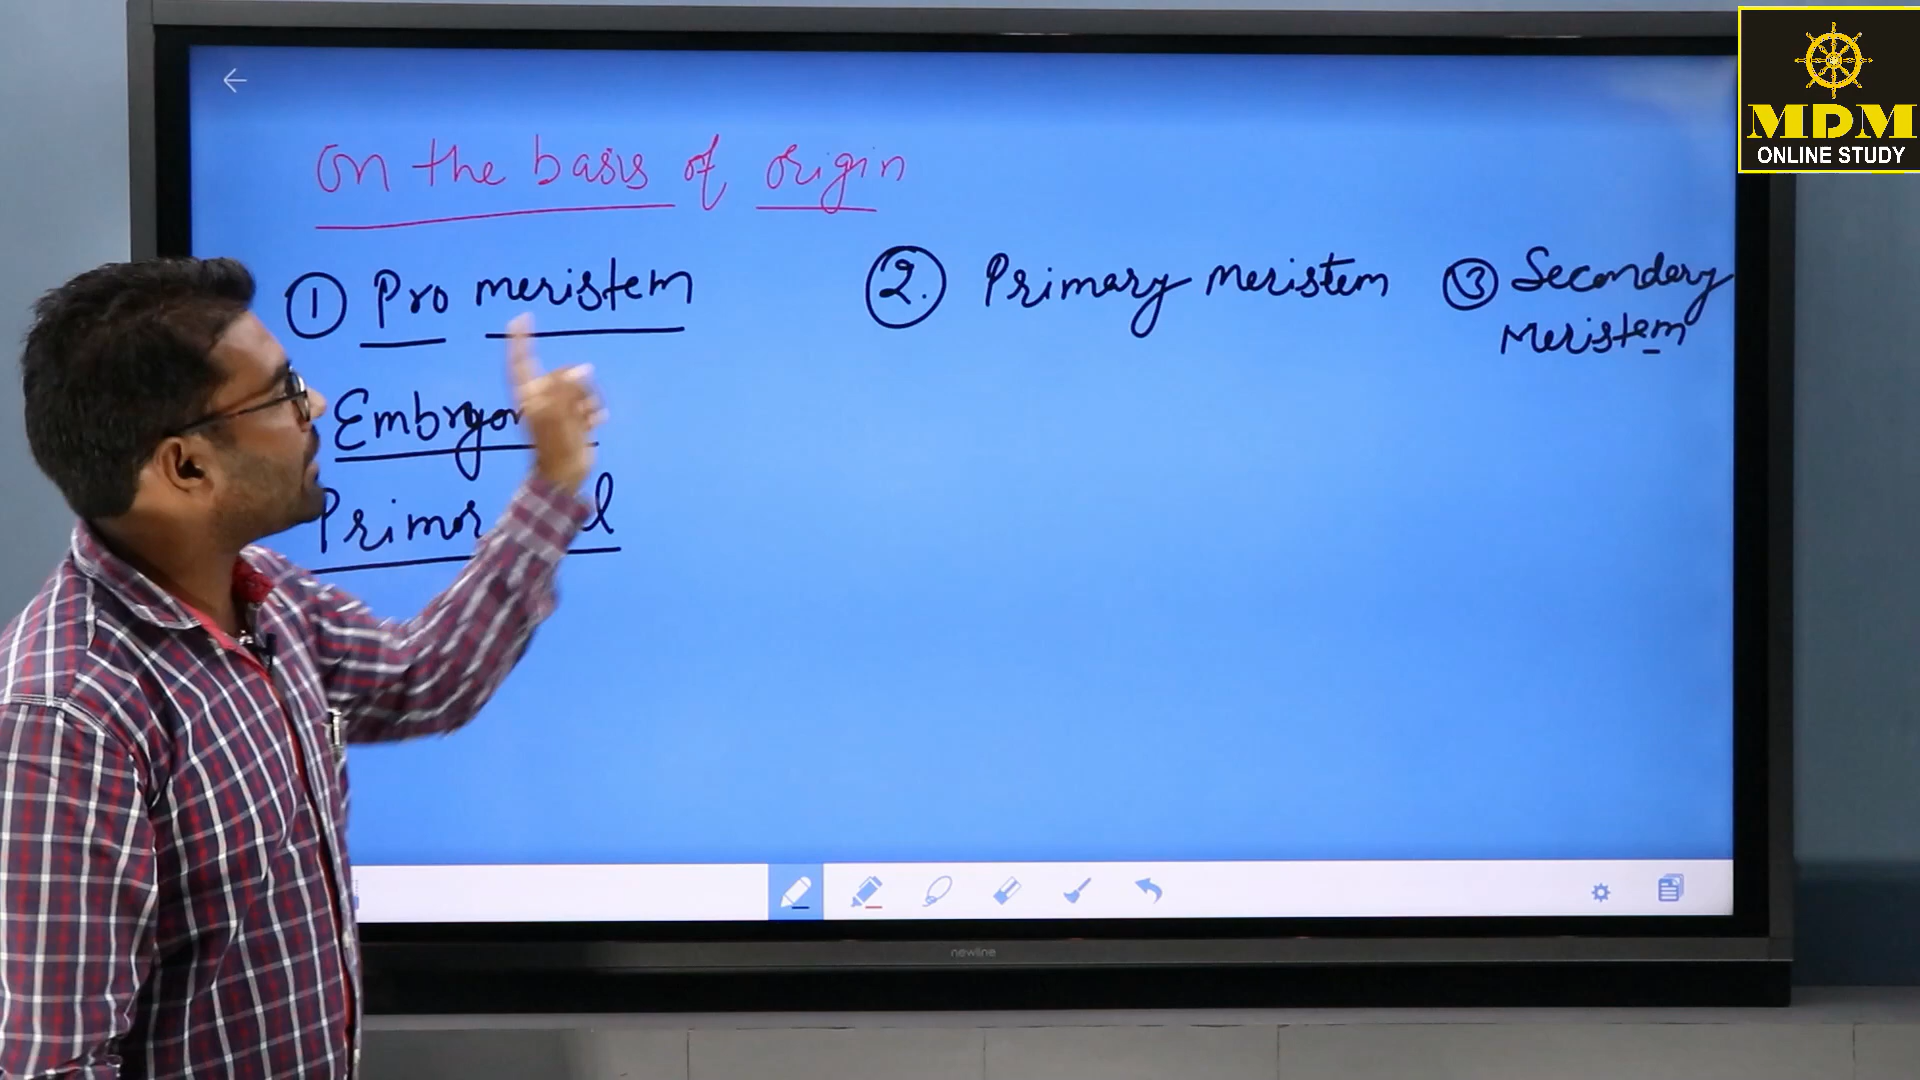 MDM
ONLINE STUDY
On the basis of origin
① Pro meristem
② Primary Meristem
③ Secondary
Meristem
newline